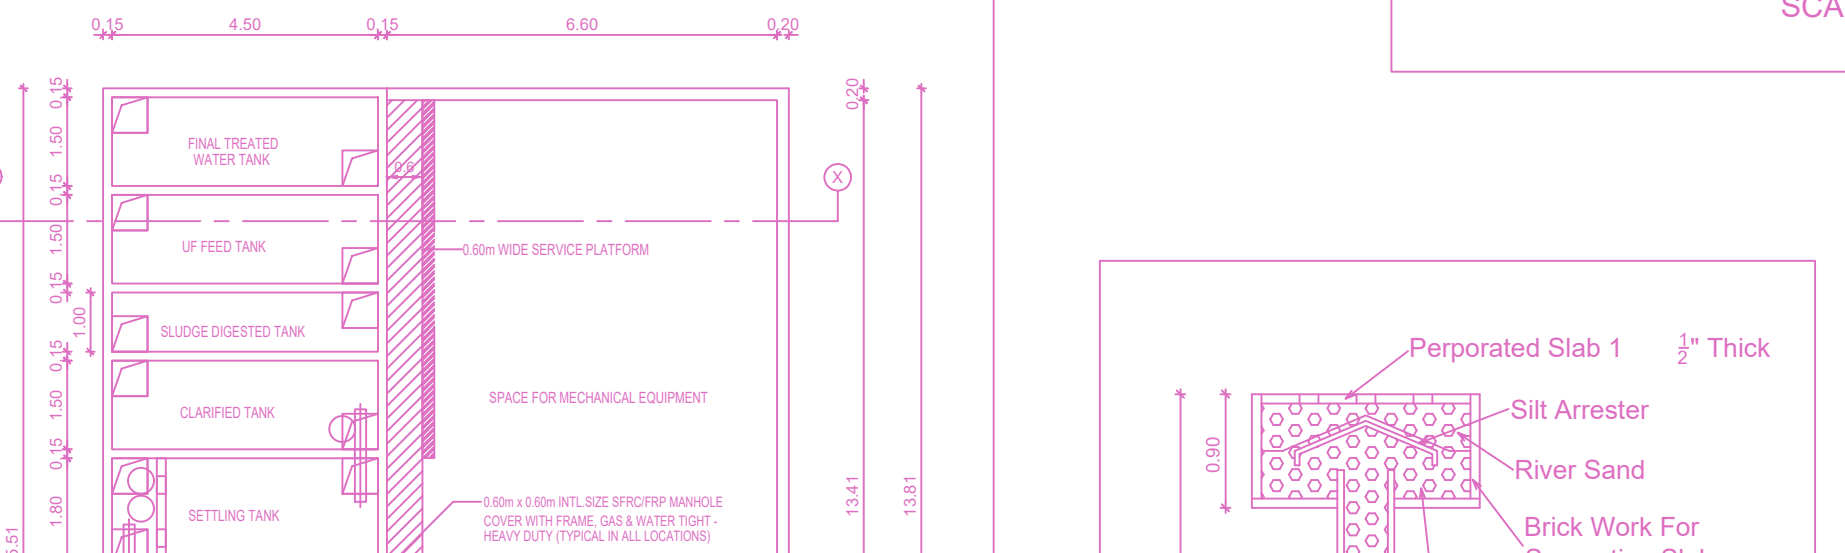 SCA
0.15 4.50 0.15 6.60 0.20
0.15
1.50
0.15
1.50
0.15
1.00
0.15
1.50
0.15
1.80
5.51
FINAL TREATED
WATER TANK
UF FEED TANK
SLUDGE DIGESTED TANK
CLARIFIED TANK
SETTLING TANK
0.6
0.60m WIDE SERVICE PLATFORM
SPACE FOR MECHANICAL EQUIPMENT
0.60m x 0.60m INTL.SIZE SFRC/FRP MANHOLE
COVER WITH FRAME, GAS & WATER TIGHT -
HEAVY DUTY (TYPICAL IN ALL LOCATIONS)
X
0.20
13.41
13.81
Perporated Slab 1 ½" Thick
Silt Arrester
River Sand
Brick Work For
0.90